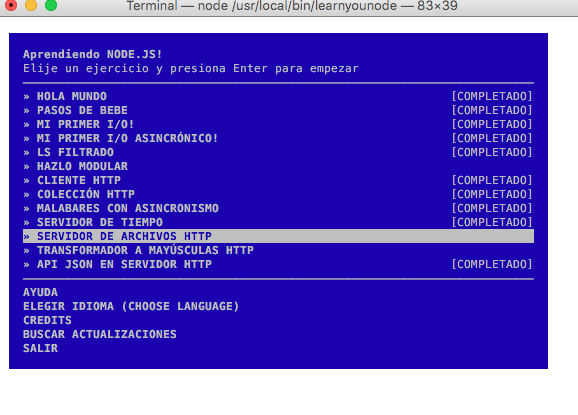 Terminal — node /usr/local/bin/learnyounode — 83×39
Aprendiendo NODE.JS!
Elije un ejercicio y presiona Enter para empezar
» HOLA MUNDO [COMPLETADO]
» PASOS DE BEBE [COMPLETADO]
» MI PRIMER I/O! [COMPLETADO]
» MI PRIMER I/O ASINCRÓNICO! [COMPLETADO]
» LS FILTRADO [COMPLETADO]
» HAZLO MODULAR
» CLIENTE HTTP [COMPLETADO]
» COLECCIÓN HTTP [COMPLETADO]
» MALABARES CON ASINCRONISMO [COMPLETADO]
» SERVIDOR DE TIEMPO [COMPLETADO]
» SERVIDOR DE ARCHIVOS HTTP
» TRANSFORMADOR A MAYÚSCULAS HTTP
» API JSON EN SERVIDOR HTTP [COMPLETADO]
AYUDA
ELEGIR IDIOMA (CHOOSE LANGUAGE)
CREDITS
BUSCAR ACTUALIZACIONES
SALIR